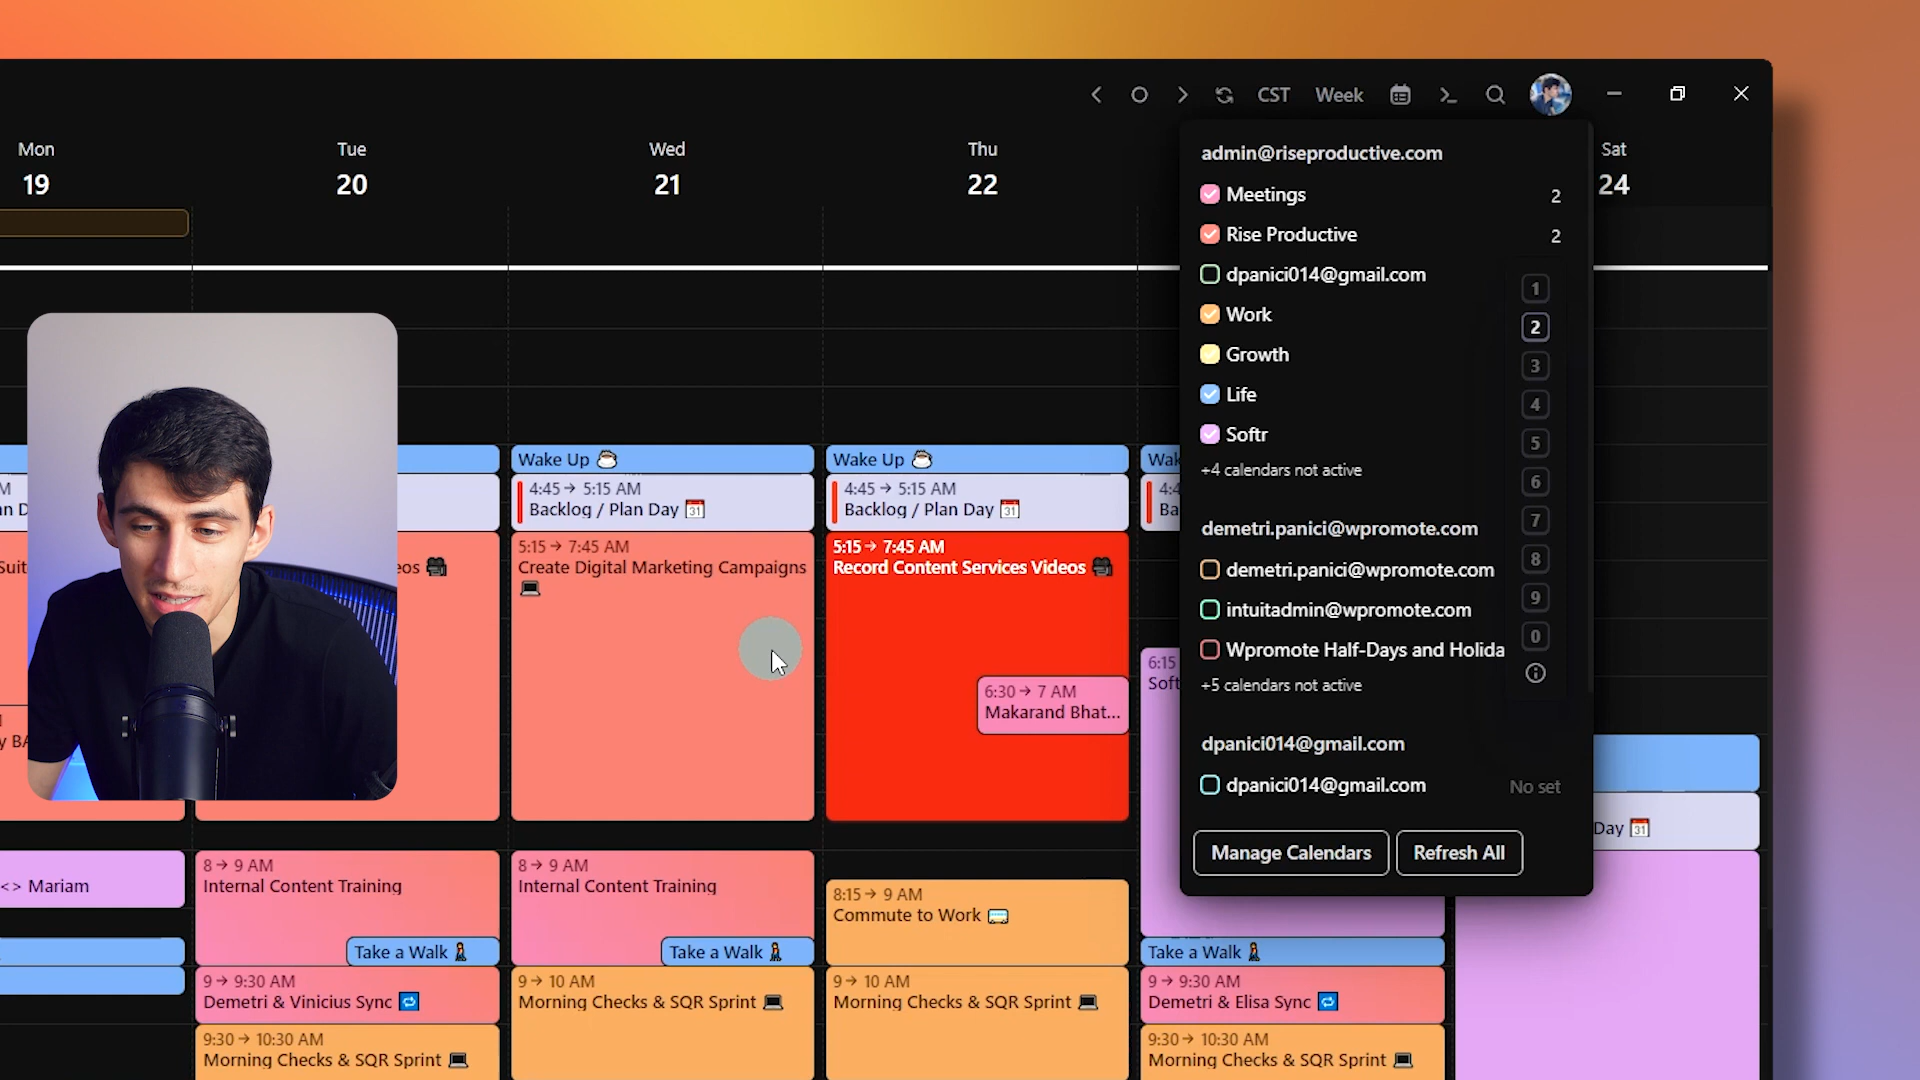 CST Week
Mon Tue Wed Thu Sat
19 20 21 22 24
admin@riseproductive.com
Meetings 2
Rise Productive 2
dpanici014@gmail.com
Work
Growth
Life
Softr
+4 calendars not active
demetri.panici@wpromote.com
demetri.panici@wpromote.com
intuitadmin@wpromote.com
Wpromote Half-Days and Holida
+5 calendars not active
dpanici014@gmail.com
dpanici014@gmail.com No set
Manage Calendars Refresh All
1
2
3
4
5
6
7
8
9
0
<> Mariam
8 → 9 AM
Internal Content Training
Take a Walk
9 → 9:30 AM
Demetri & Vinicius Sync
9:30 → 10:30 AM
Morning Checks & SQR Sprint
Wake Up
4:45 → 5:15 AM
Backlog / Plan Day 31
5:15 → 7:45 AM
Create Digital Marketing Campaigns
8 → 9 AM
Internal Content Training
Take a Walk
9 → 10 AM
Morning Checks & SQR Sprint
Wake Up
4:45 → 5:15 AM
Backlog / Plan Day 31
5:15 → 7:45 AM
Record Content Services Videos
6:30 → 7 AM
Makarand Bhat...
8:15 → 9 AM
Commute to Work
9 → 10 AM
Morning Checks & SQR Sprint
Wak
4:4
Ba
6:15
Soft
Take a Walk
9 → 9:30 AM
Demetri & Elisa Sync
9:30 → 10:30 AM
Morning Checks & SQR Sprint
Day 31